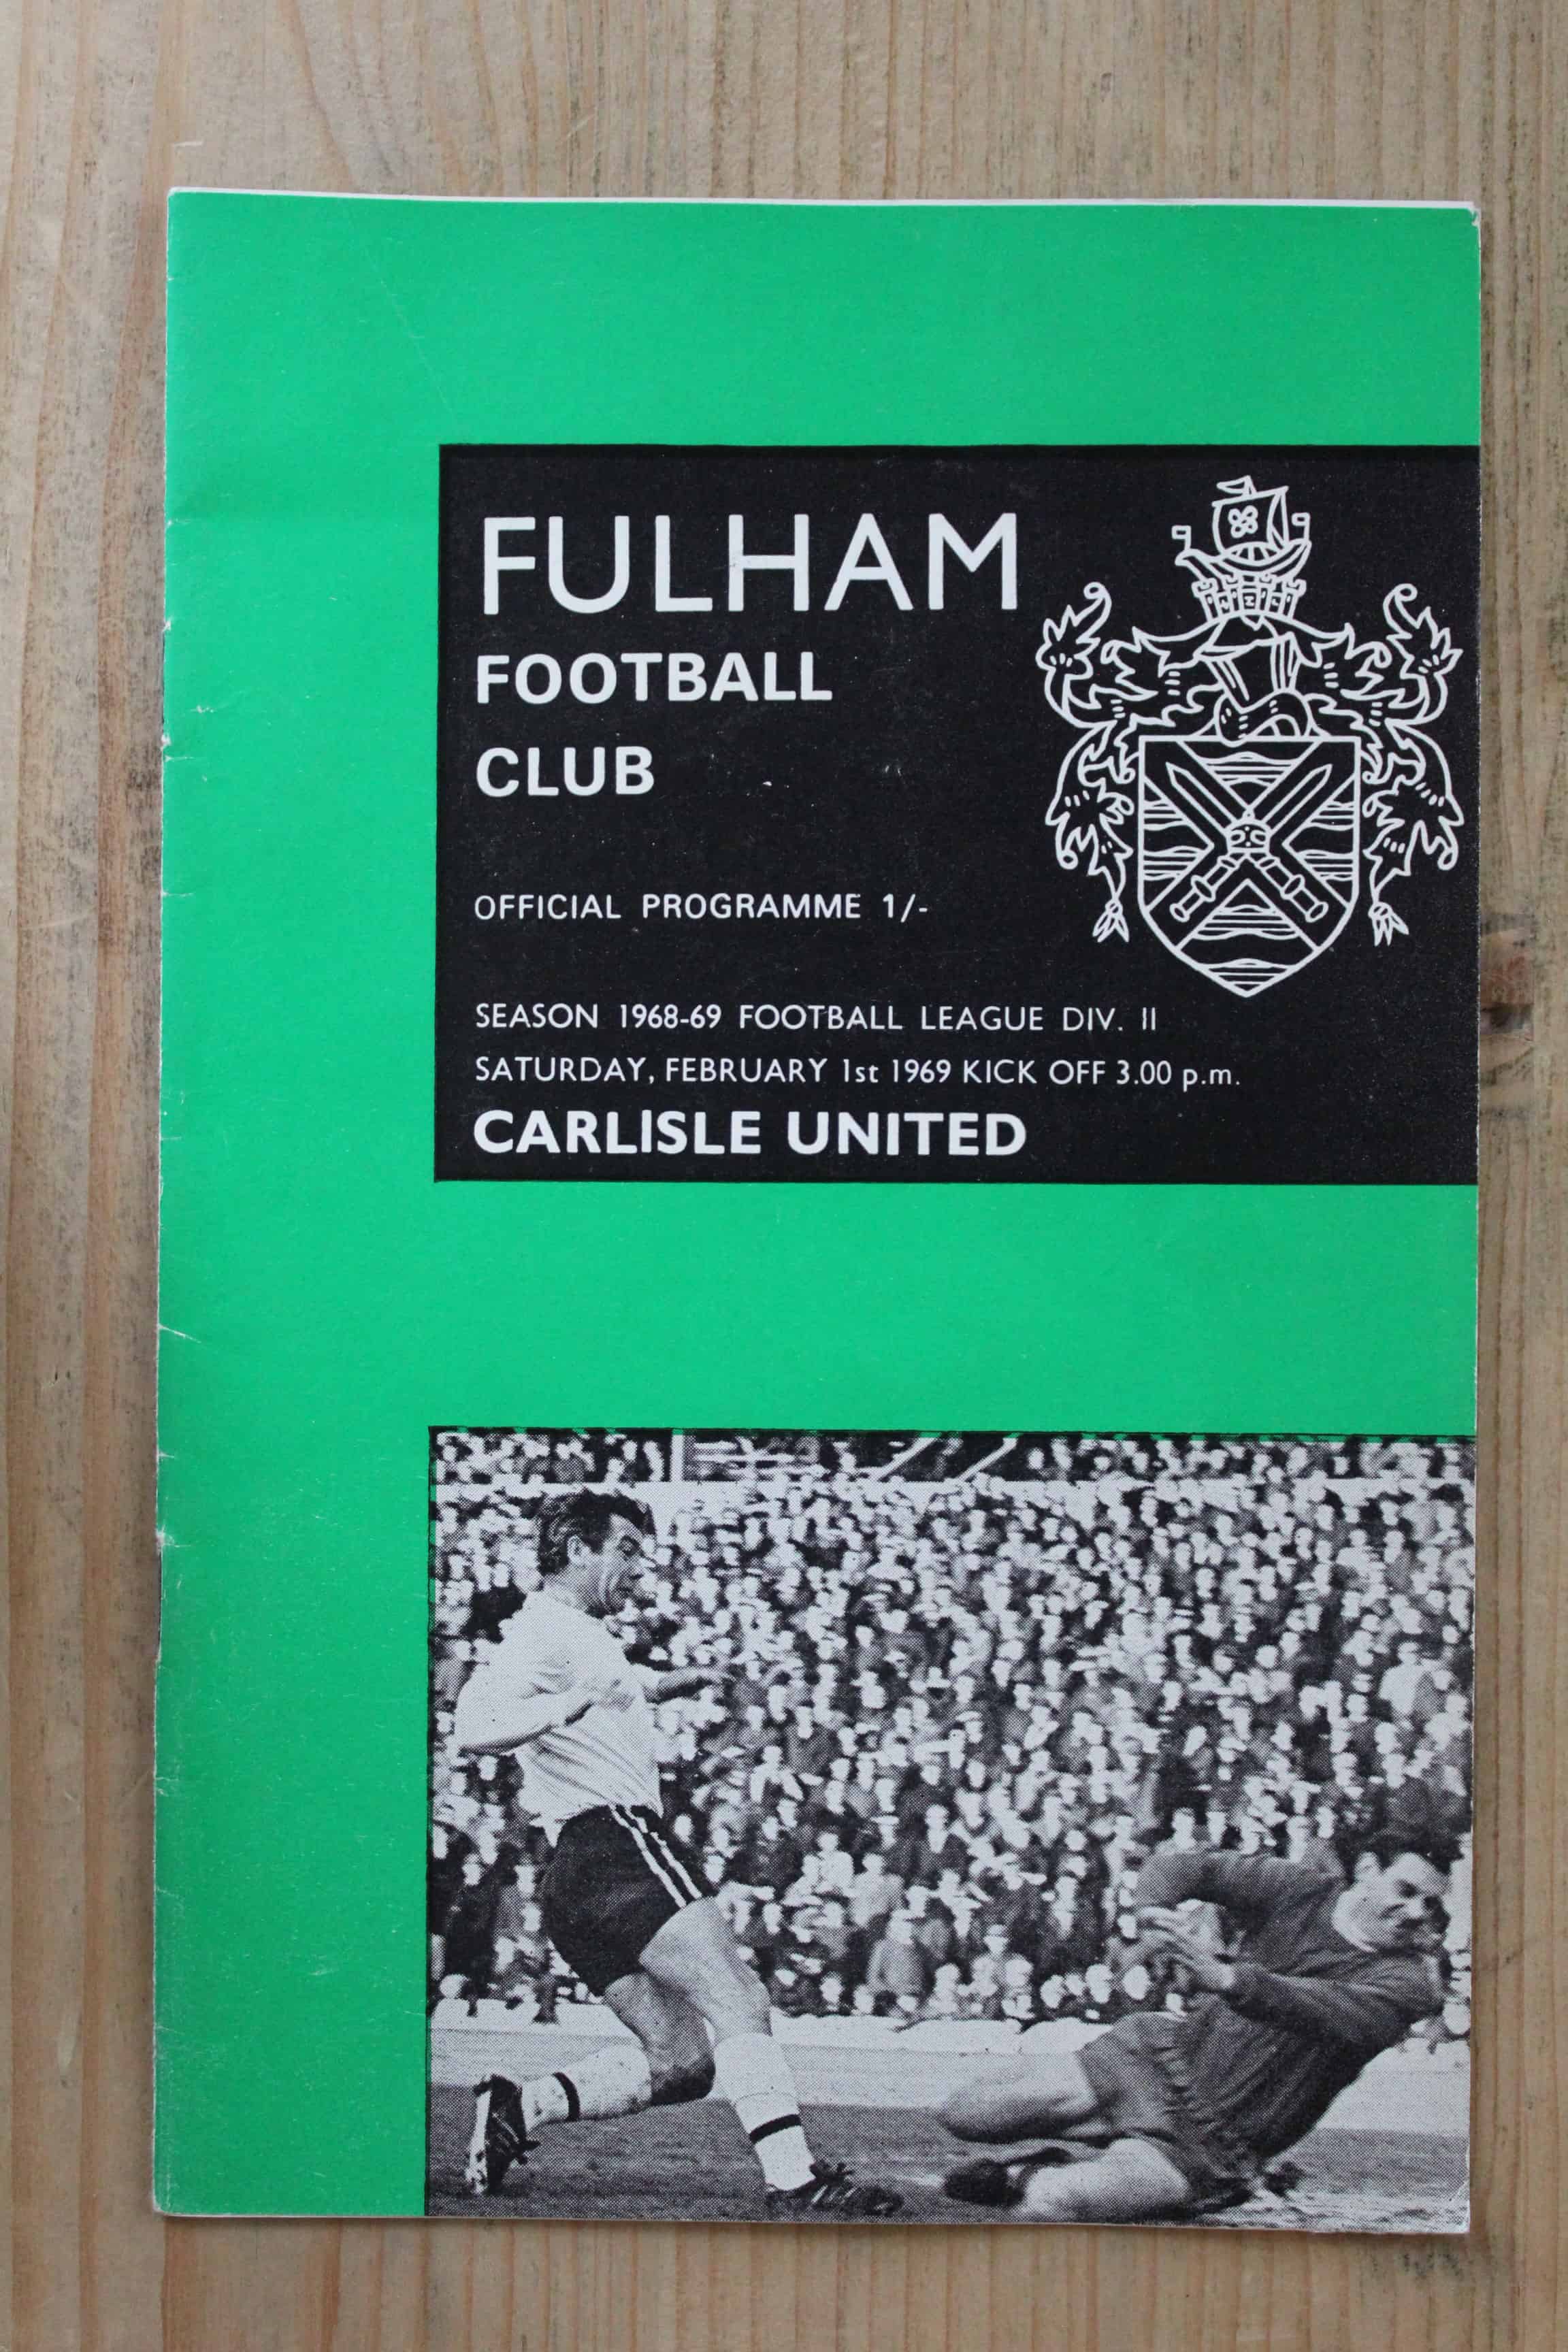 FULHAM
FOOTBALL
CLUB
OFFICIAL PROGRAMME 1/-
SEASON 1968-69 FOOTBALL LEAGUE DIV. II
SATURDAY, FEBRUARY 1st 1969 KICK OFF 3.00 p.m.
CARLISLE UNITED